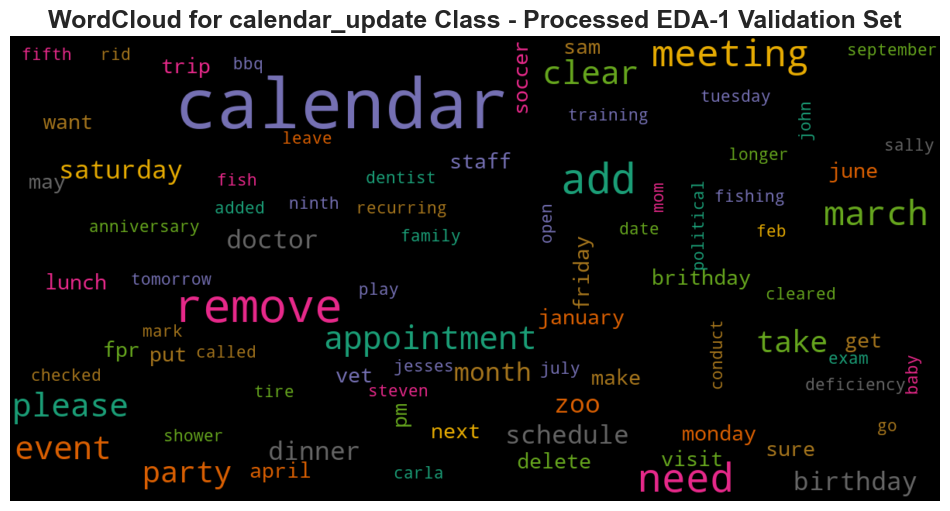 WordCloud for calendar_update Class - Processed EDA-1 Validation Set
fifth
rid
trip
bbq
calendar
soccer
sam
clear
meeting
september
tuesday
training
john
want
leave
sally
longer
staff
saturday
may
fish
dentist
add
mom
june
fishing
added
ninth
recurring
political
march
anniversary
doctor
family
open
date
feb
friday
lunch
tomorrow
play
brithday
cleared
remove
january
mark
appointment
take
get
fpr
put
called
conduct
exam
baby
checked
vet
jesses
month
july
make
deficiency
tire
steven
please
pm
zoo
go
shower
next
schedule
monday
event
dinner
sure
party
april
carla
delete
visit
need
birthday